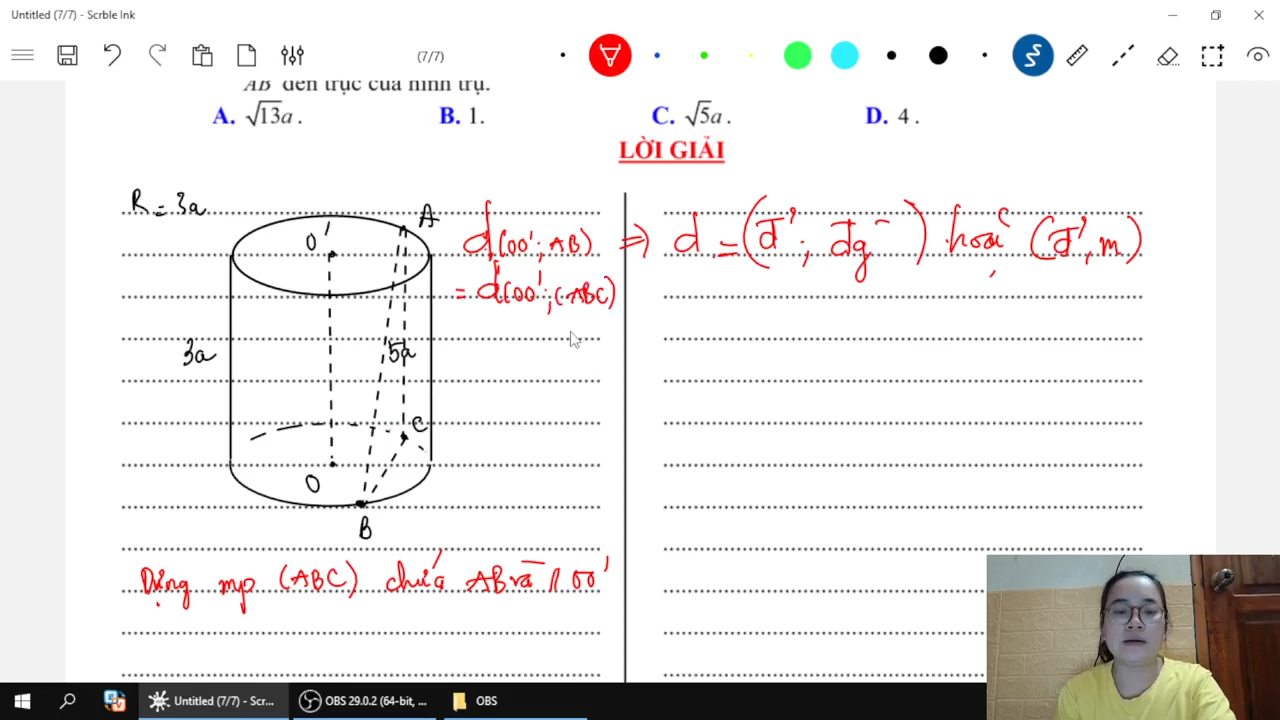 Untitled (7/7) - Scrble Ink
(7/7)
AB đến trục của hình trụ.
A. √13a.
B. 1.
C. √5a.
D. 4.
LỜI GIẢI
R = 3a
O'
A
3a
5a
C
O
B
d(OO'; AB)
= d(OO'; (ABC)
Dựng mp (ABC) chứa AB và // OO'
⇒ d = (đ'; đg ) hoặc (đ', m)
Untitled (7/7) - Scr...
OBS 29.0.2 (64-bit, ...
OBS